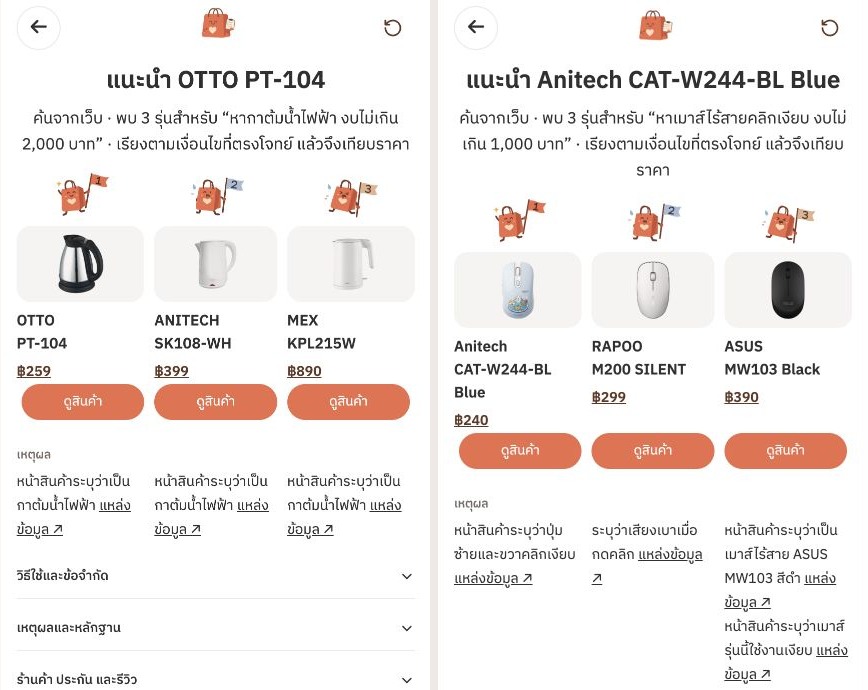 แนะนำ OTTO PT-104
ค้นจากเว็บ · พบ 3 รุ่นสำหรับ “หากาต้มน้ำไฟฟ้า งบไม่เกิน
2,000 บาท” · เรียงตามเงื่อนไขที่ตรงโจทย์ แล้วจึงเทียบราคา
1
2
3
OTTO
PT-104
฿259
ดูสินค้า
ANITECH
SK108-WH
฿399
ดูสินค้า
MEX
KPL215W
฿890
ดูสินค้า
เหตุผล
หน้าสินค้าระบุว่าเป็น
กาต้มน้ำไฟฟ้า แหล่ง
ข้อมูล ↗
หน้าสินค้าระบุว่าเป็น
กาต้มน้ำไฟฟ้า แหล่ง
ข้อมูล ↗
หน้าสินค้าระบุว่าเป็น
กาต้มน้ำไฟฟ้า แหล่ง
ข้อมูล ↗
วิธีใช้และข้อจำกัด
เหตุผลและหลักฐาน
ร้านค้า ประกัน และรีวิว
แนะนำ Anitech CAT-W244-BL Blue
ค้นจากเว็บ · พบ 3 รุ่นสำหรับ “หาเมาส์ไร้สายคลิกเงียบ งบไม่
เกิน 1,000 บาท” · เรียงตามเงื่อนไขที่ตรงโจทย์ แล้วจึงเทียบ
ราคา
1
2
3
Anitech
CAT-W244-BL
Blue
฿240
ดูสินค้า
RAPOO
M200 SILENT
฿299
ดูสินค้า
ASUS
MW103 Black
฿390
ดูสินค้า
เหตุผล
หน้าสินค้าระบุว่าปุ่ม
ซ้ายและขวาคลิกเงียบ
แหล่งข้อมูล ↗
ระบุว่าเสียงเบาเมื่อ
กดคลิก แหล่งข้อมูล
↗
หน้าสินค้าระบุว่าเป็น
เมาส์ไร้สาย ASUS
MW103 สีดำ แหล่ง
ข้อมูล ↗
หน้าสินค้าระบุว่าเมาส์
รุ่นนี้ใช้งานเงียบ แหล่ง
ข้อมูล ↗